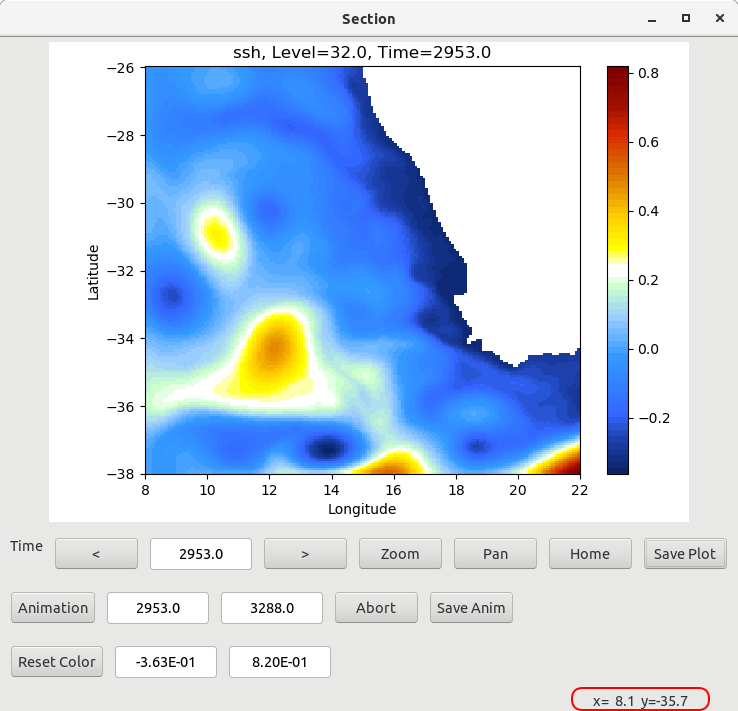 Section
ssh, Level=32.0, Time=2953.0
−26
−28
−30
−32
−34
−36
−38
Latitude
8 10 12 14 16 18 20 22
Longitude
0.8
0.6
0.4
0.2
0.0
−0.2
Time < 2953.0 > Zoom Pan Home Save Plot
Animation 2953.0 3288.0 Abort Save Anim
Reset Color -3.63E-01 8.20E-01
x= 8.1 y=-35.7